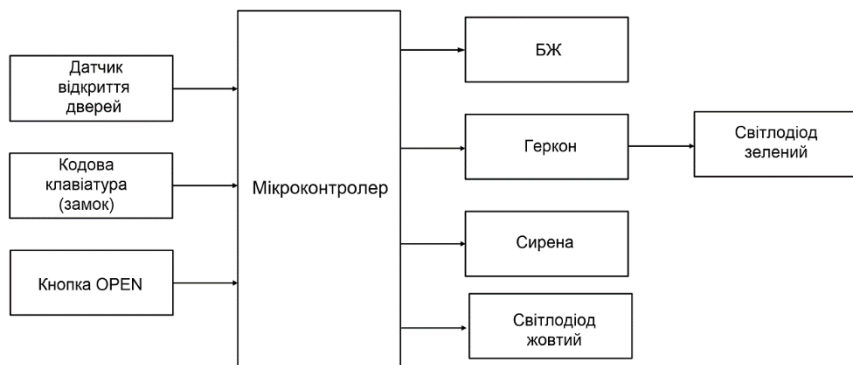 Датчик
відкриття
дверей
Кодова
клавіатура
(замок)
Кнопка OPEN
Мікроконтролер
БЖ
Геркон
Світлодіод
зелений
Сирена
Світлодіод
жовтий